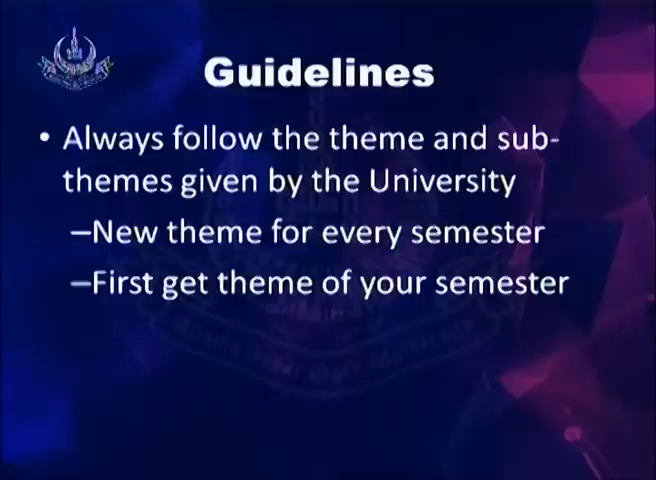 Guidelines
• Always follow the theme and sub-
themes given by the University
–New theme for every semester
–First get theme of your semester